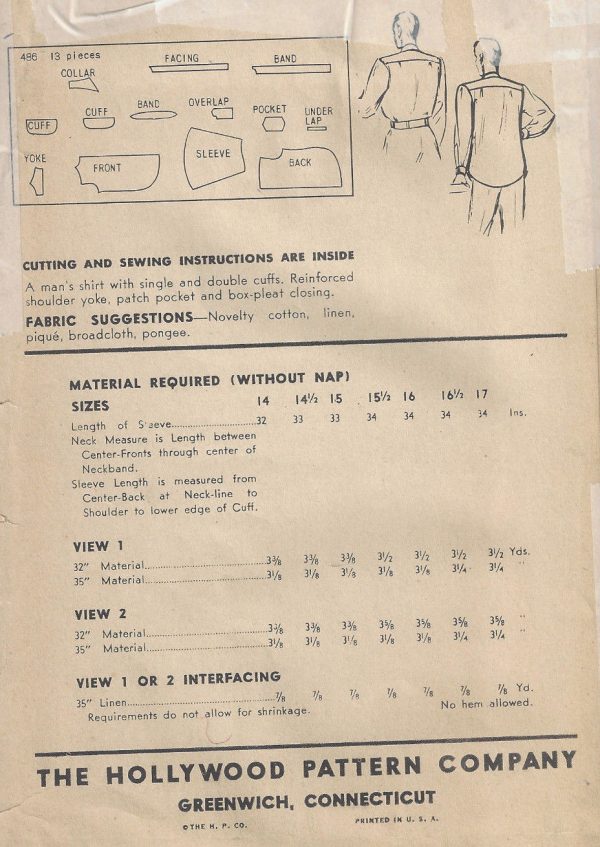 486 13 pieces
COLLAR
FACING
BAND
CUFF
CUFF
BAND
OVERLAP
POCKET
UNDER
LAP
YOKE
FRONT
SLEEVE
BACK
CUTTING AND SEWING INSTRUCTIONS ARE INSIDE
A man's shirt with single and double cuffs. Reinforced
shoulder yoke, patch pocket and box-pleat closing.
FABRIC SUGGESTIONS—Novelty cotton, linen,
piqué, broadcloth, pongee.
MATERIAL REQUIRED (WITHOUT NAP)
SIZES 14 14½ 15 15½ 16 16½ 17
Length of Sleeve 32 33 33 34 34 34 34 Ins.
Neck Measure is Length between
Center-Fronts through center of
Neckband.
Sleeve Length is measured from
Center-Back at Neck-line to
Shoulder to lower edge of Cuff.
VIEW 1
32" Material 3⅜ 3⅜ 3⅜ 3½ 3½ 3½ 3½ Yds.
35" Material 3⅛ 3⅛ 3⅛ 3⅛ 3⅛ 3¼ 3¼ "
VIEW 2
32" Material 3⅜ 3⅜ 3⅜ 3⅝ 3⅝ 3⅝ 3⅝ "
35" Material 3⅛ 3⅛ 3⅛ 3⅛ 3⅛ 3¼ 3¼ "
VIEW 1 OR 2 INTERFACING
35" Linen ⅞ ⅞ ⅞ ⅞ ⅞ ⅞ ⅞ Yd.
Requirements do not allow for shrinkage. No hem allowed.
THE HOLLYWOOD PATTERN COMPANY
GREENWICH, CONNECTICUT
© THE H. P. CO. PRINTED IN U. S. A.